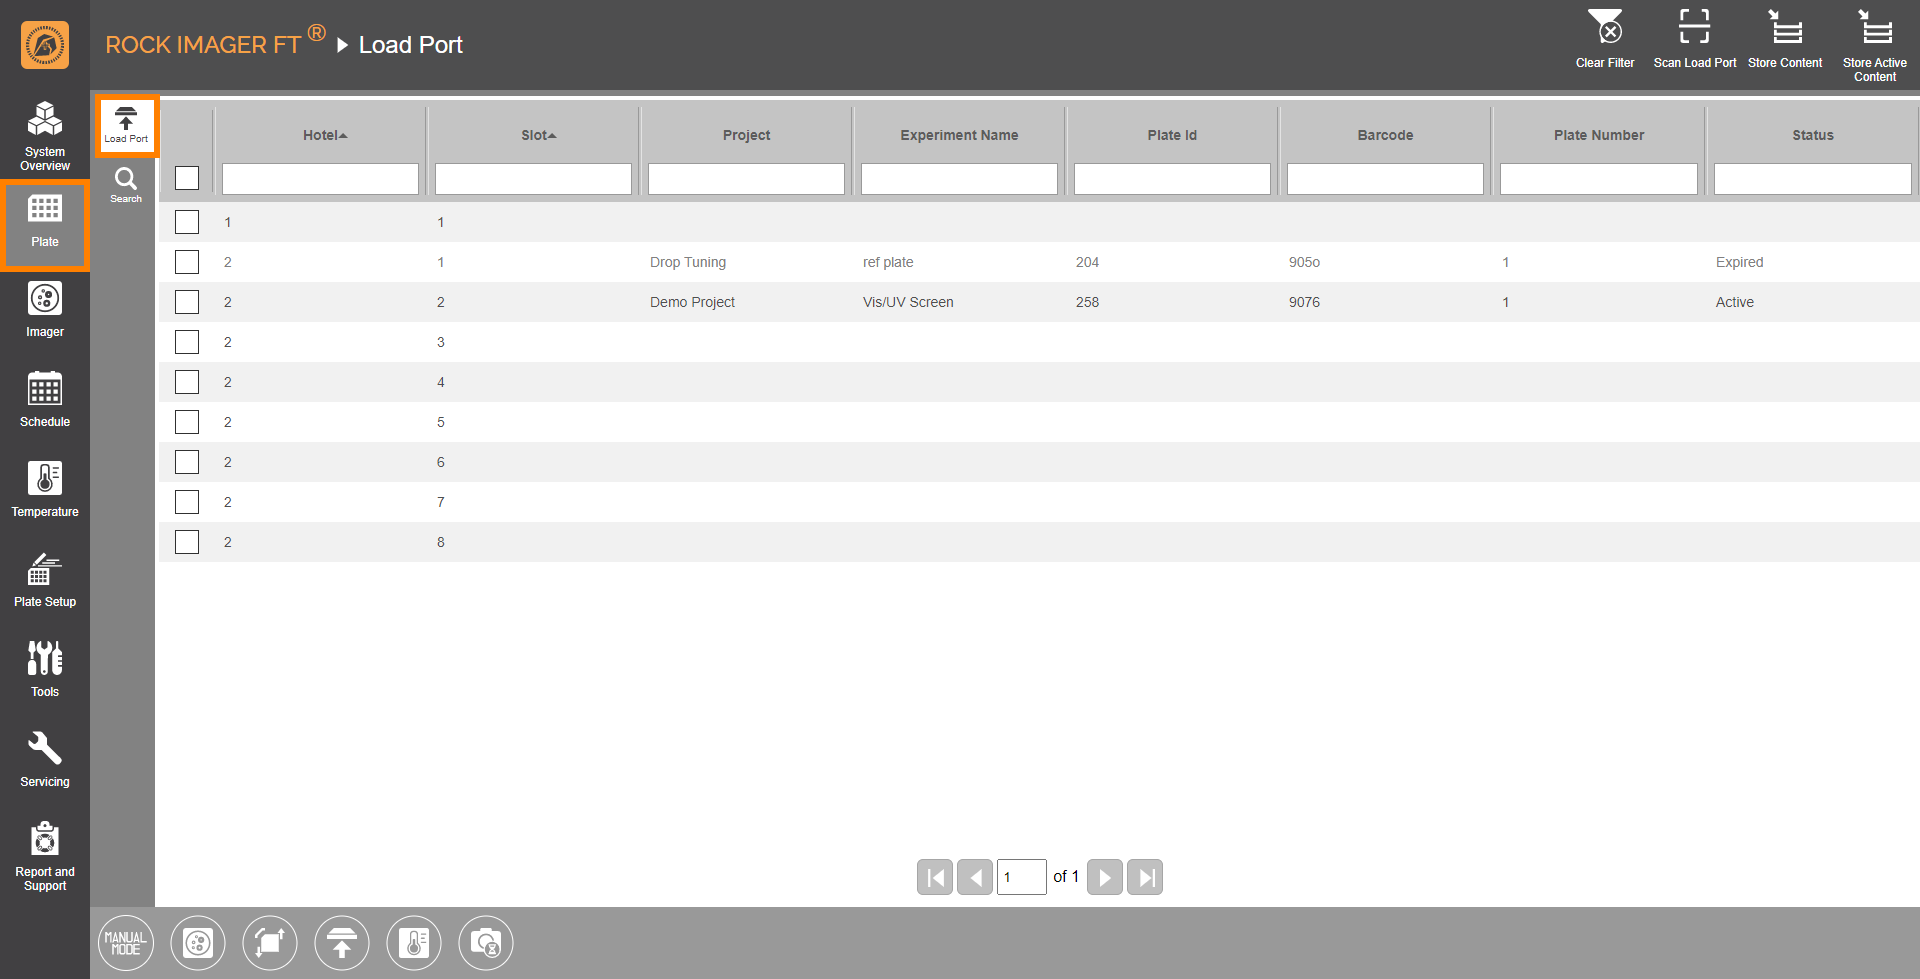 ROCK IMAGER FT ® Load Port
Clear Filter
Scan Load Port
Store Content
Store Active
Content
System
Overview
Plate
Imager
Schedule
Temperature
Plate Setup
Tools
Servicing
Report and
Support
Load Port
Search
Hotel Slot Project Experiment Name Plate Id Barcode Plate Number Status
1 1
2 1 Drop Tuning ref plate 204 905o 1 Expired
2 2 Demo Project Vis/UV Screen 258 9076 1 Active
2 3
2 4
2 5
2 6
2 7
2 8
1 of 1
MANUAL
MODE